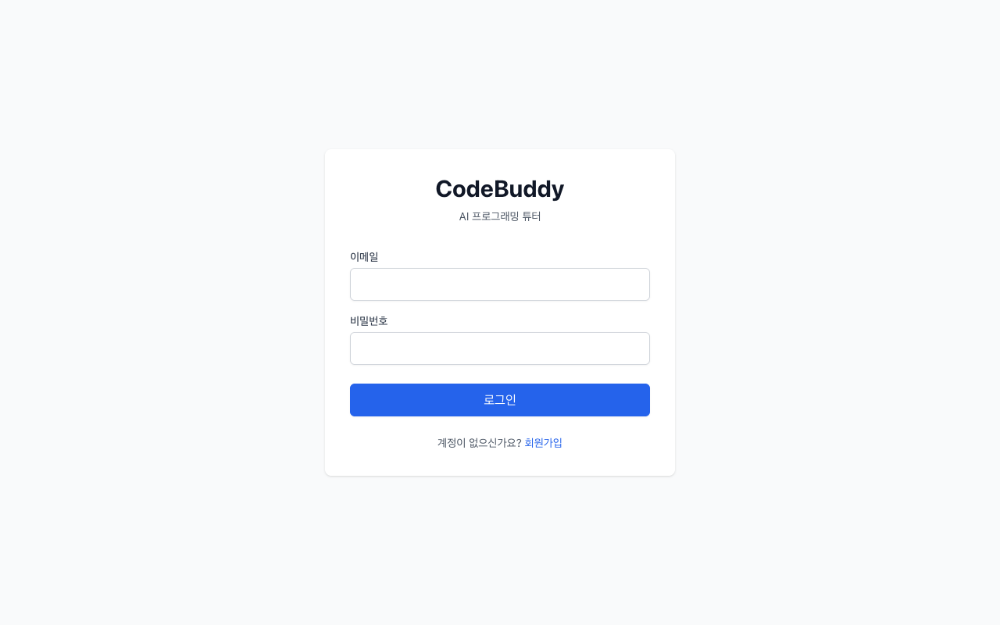 CodeBuddy
AI 프로그래밍 튜터
이메일
비밀번호
로그인
계정이 없으신가요? 회원가입